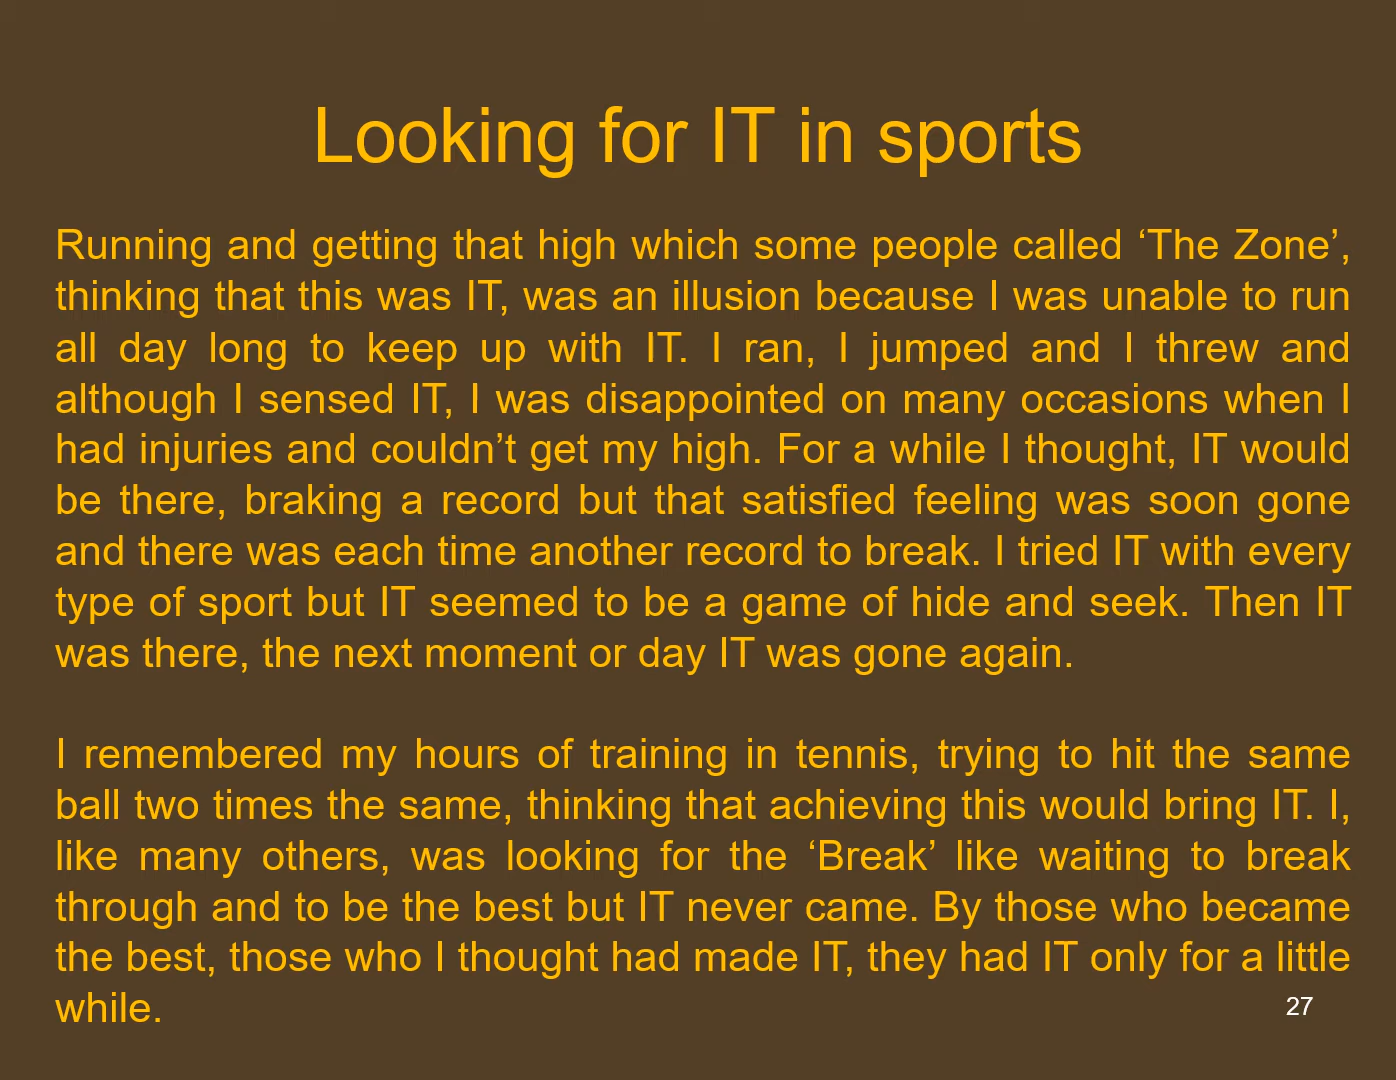 Looking for IT in sports
Running and getting that high which some people called ‘The Zone’,
thinking that this was IT, was an illusion because I was unable to run
all day long to keep up with IT. I ran, I jumped and I threw and
although I sensed IT, I was disappointed on many occasions when I
had injuries and couldn’t get my high. For a while I thought, IT would
be there, braking a record but that satisfied feeling was soon gone
and there was each time another record to break. I tried IT with every
type of sport but IT seemed to be a game of hide and seek. Then IT
was there, the next moment or day IT was gone again.
I remembered my hours of training in tennis, trying to hit the same
ball two times the same, thinking that achieving this would bring IT. I,
like many others, was looking for the ‘Break’ like waiting to break
through and to be the best but IT never came. By those who became
the best, those who I thought had made IT, they had IT only for a little
while.
27